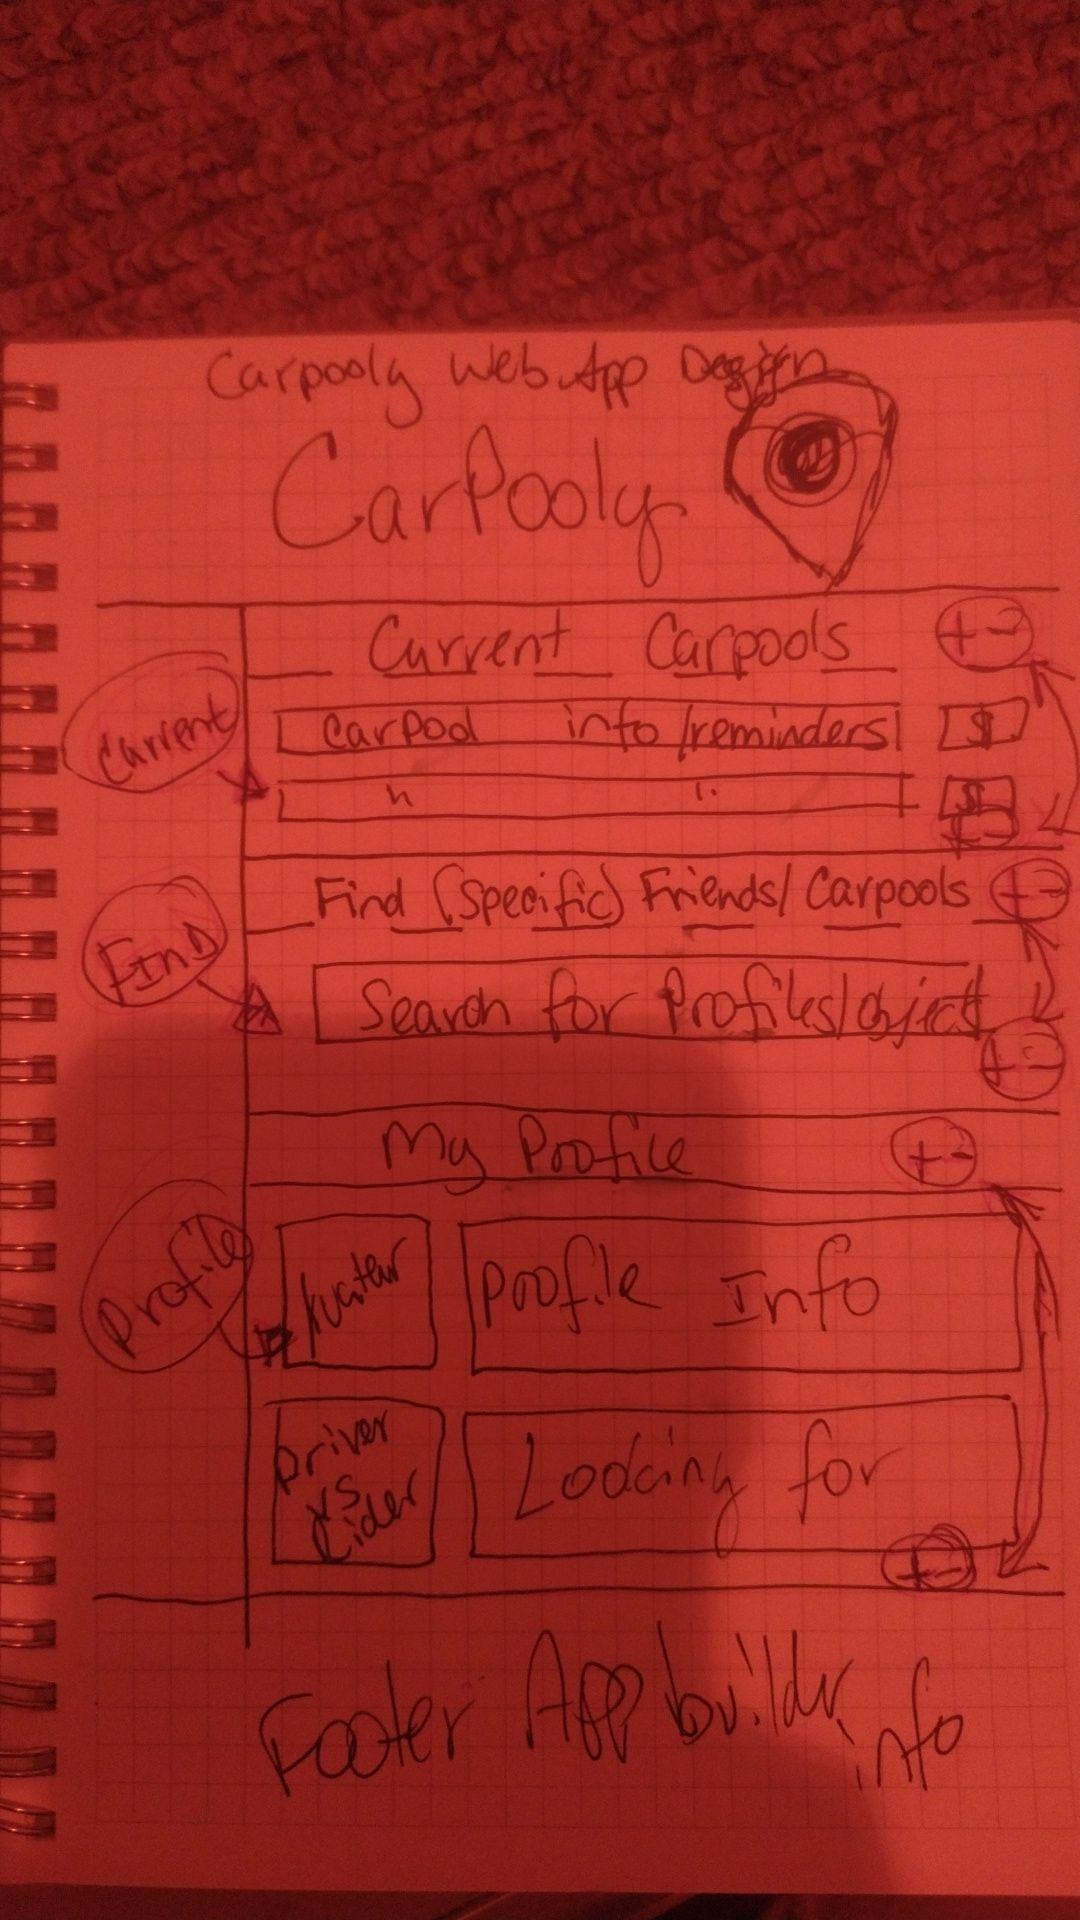 Carpooly Web App Design
CarPooly
Current Carpools + -
Current
Carpool info/reminders $
" " $
+ -
Find (specific) Friends/Carpools + -
FIND
Search for Profiles/object
+ -
My Profile + -
Profile
Profile Info
Driver
vs
Rider
Looking for
+ -
Footer App builder info